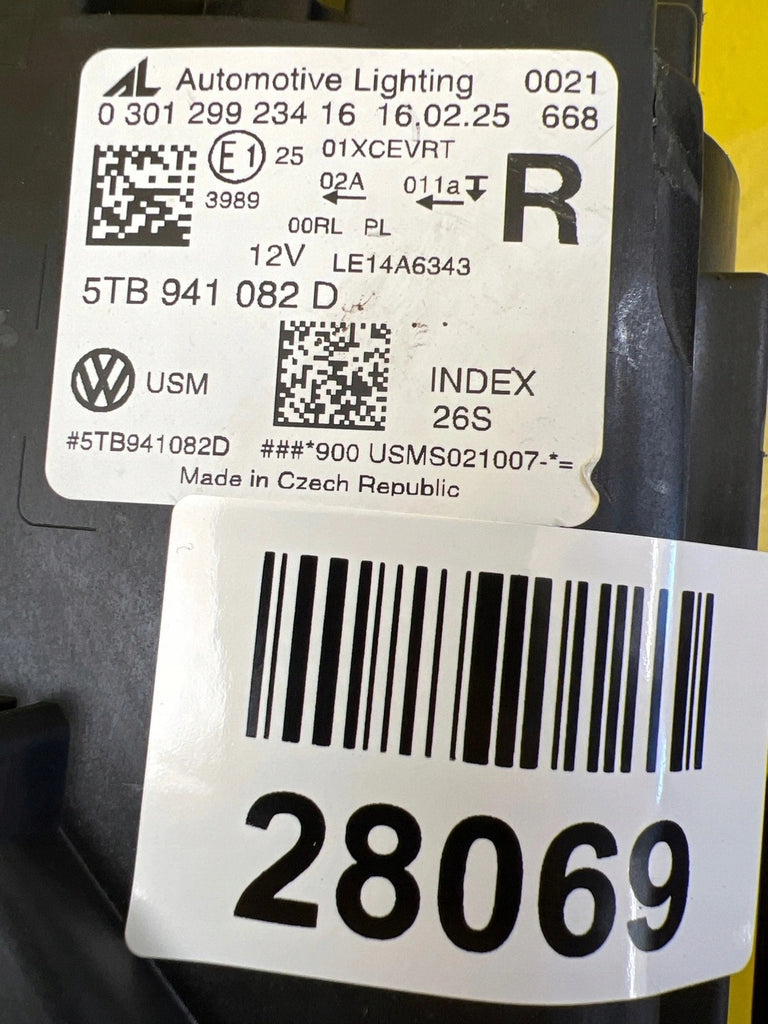 AL Automotive Lighting 0021
0 301 299 234 16 16.02.25 668
E1 25 01XCEVRT R
3989 02A 011a
00RL PL
12V LE14A6343
5TB 941 082 D
VW USM INDEX
26S
#5TB941082D ###*900 USMS021007-*=
Made in Czech Republic
28069